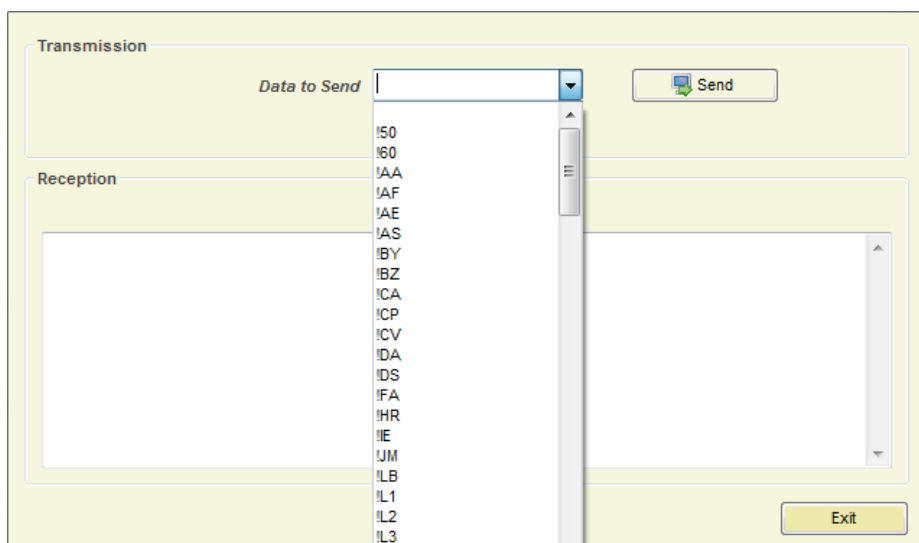 Transmission
Data to Send
Send
!50
!60
!AA
!AF
!AE
!AS
!BY
!BZ
!CA
!CP
!CV
!DA
!DS
!FA
!HR
!IE
!JM
!LB
!L1
!L2
!L3
Reception
Exit